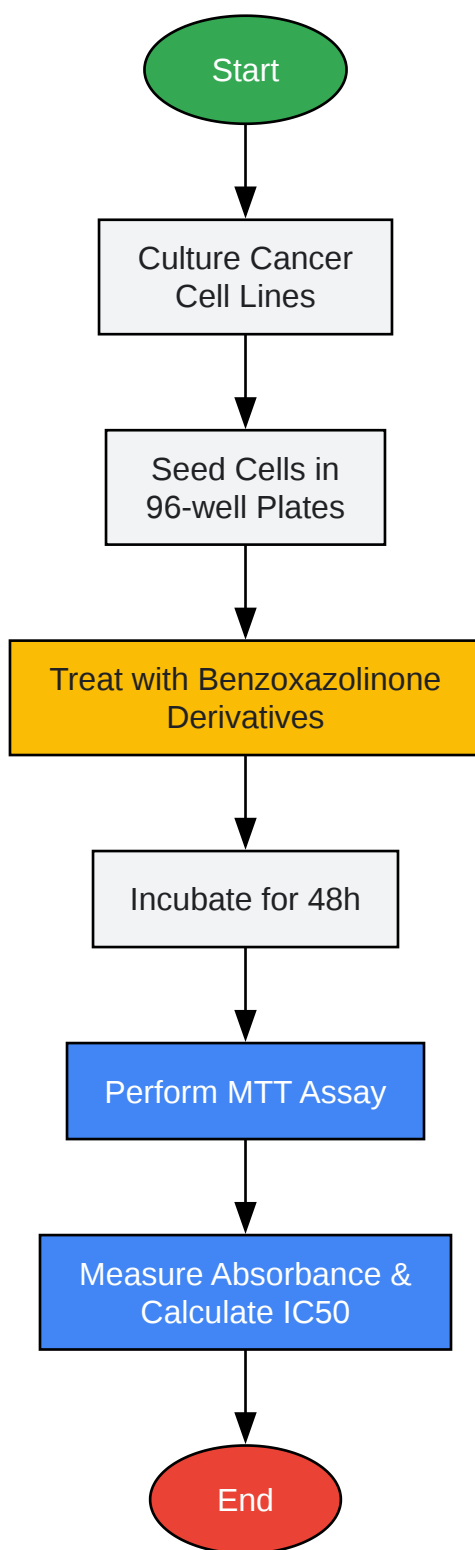 Start
Culture Cancer
Cell Lines
Seed Cells in
96-well Plates
Treat with Benzoxazolinone
Derivatives
Incubate for 48h
Perform MTT Assay
Measure Absorbance &
Calculate IC50
End